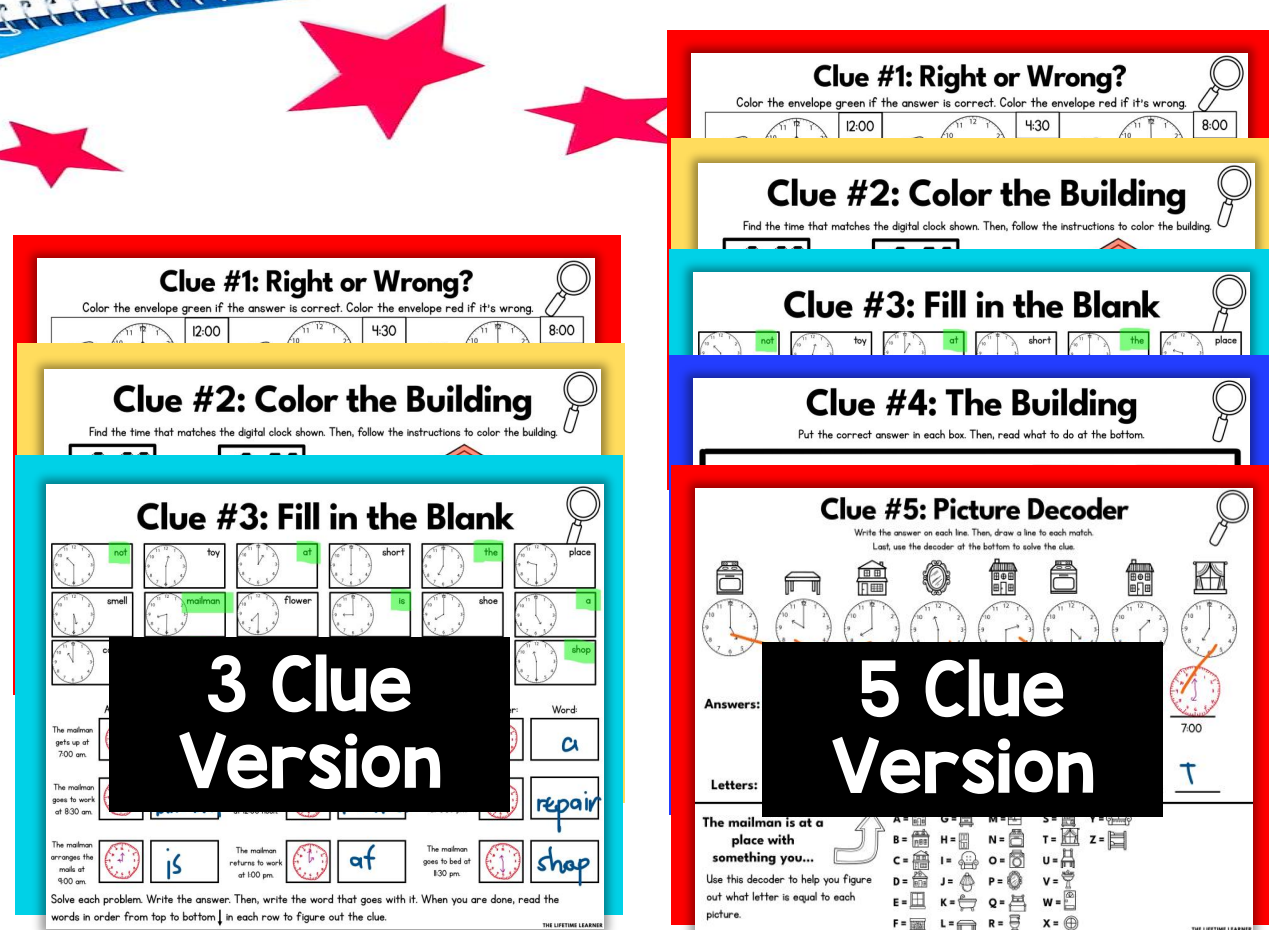 Clue #1: Right or Wrong?
Color the envelope green if the answer is correct. Color the envelope red if it's wrong.
12:00
4:30
8:00
Clue #2: Color the Building
Find the time that matches the digital clock shown. Then, follow the instructions to color the building.
Clue #3: Fill in the Blank
not toy at short the place
smell mailman flower is shoe a
shop
3 Clue
Version
Word:
The mailman
gets up at
7:00 am.
a
The mailman
goes to work
at 8:30 am.
repair
The mailman
arranges the
mails at
9:00 am.
is
The mailman
returns to work
at 1:00 pm.
at
The mailman
goes to bed at
11:30 pm.
shop
Solve each problem. Write the answer. Then, write the word that goes with it. When you are done, read the
words in order from top to bottom in each row to figure out the clue.
THE LIFETIME LEARNER
Clue #1: Right or Wrong?
Color the envelope green if the answer is correct. Color the envelope red if it's wrong.
12:00
4:30
8:00
Clue #2: Color the Building
Find the time that matches the digital clock shown. Then, follow the instructions to color the building.
Clue #3: Fill in the Blank
not toy at short the place
Clue #4: The Building
Put the correct answer in each box. Then, read what to do at the bottom.
Clue #5: Picture Decoder
Write the answer on each line. Then, draw a line to each match.
Last, use the decoder at the bottom to solve the clue.
5 Clue
Version
Answers:
7:00
Letters:
T
The mailman is at a
place with
something you...
Use this decoder to help you figure
out what letter is equal to each
picture.
A = G = M = S = Y =
B = H = N = T = Z =
C = I = O = U =
D = J = P = V =
E = K = Q = W =
F = L = R = X =
THE LIFETIME LEARNER